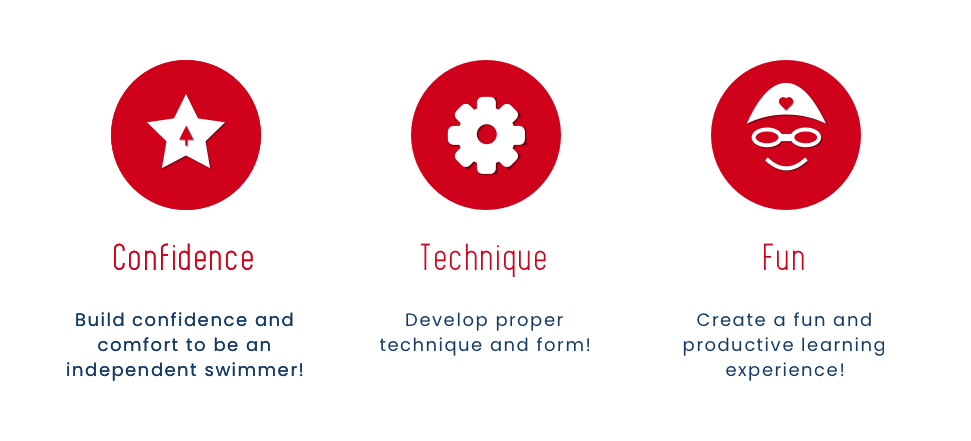 Confidence
Build confidence and
comfort to be an
independent swimmer!
Technique
Develop proper
technique and form!
Fun
Create a fun and
productive learning
experience!